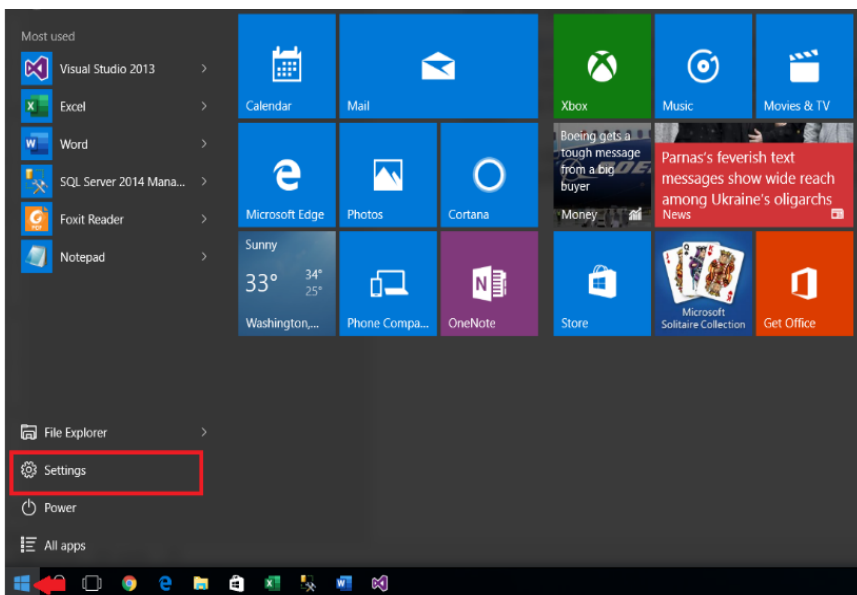 Most used
Visual Studio 2013
Excel
Word
SQL Server 2014 Mana...
Foxit Reader
Notepad
File Explorer
Settings
Power
All apps
Calendar
Mail
Microsoft Edge
Photos
Cortana
Sunny
33°
34°
25°
Washington,...
Phone Compa...
OneNote
Xbox
Music
Movies & TV
Boeing gets a
tough message
from a big
buyer
Money
Parnas's feverish text
messages show wide reach
among Ukraine's oligarchs
News
Store
Microsoft
Solitaire Collection
Get Office